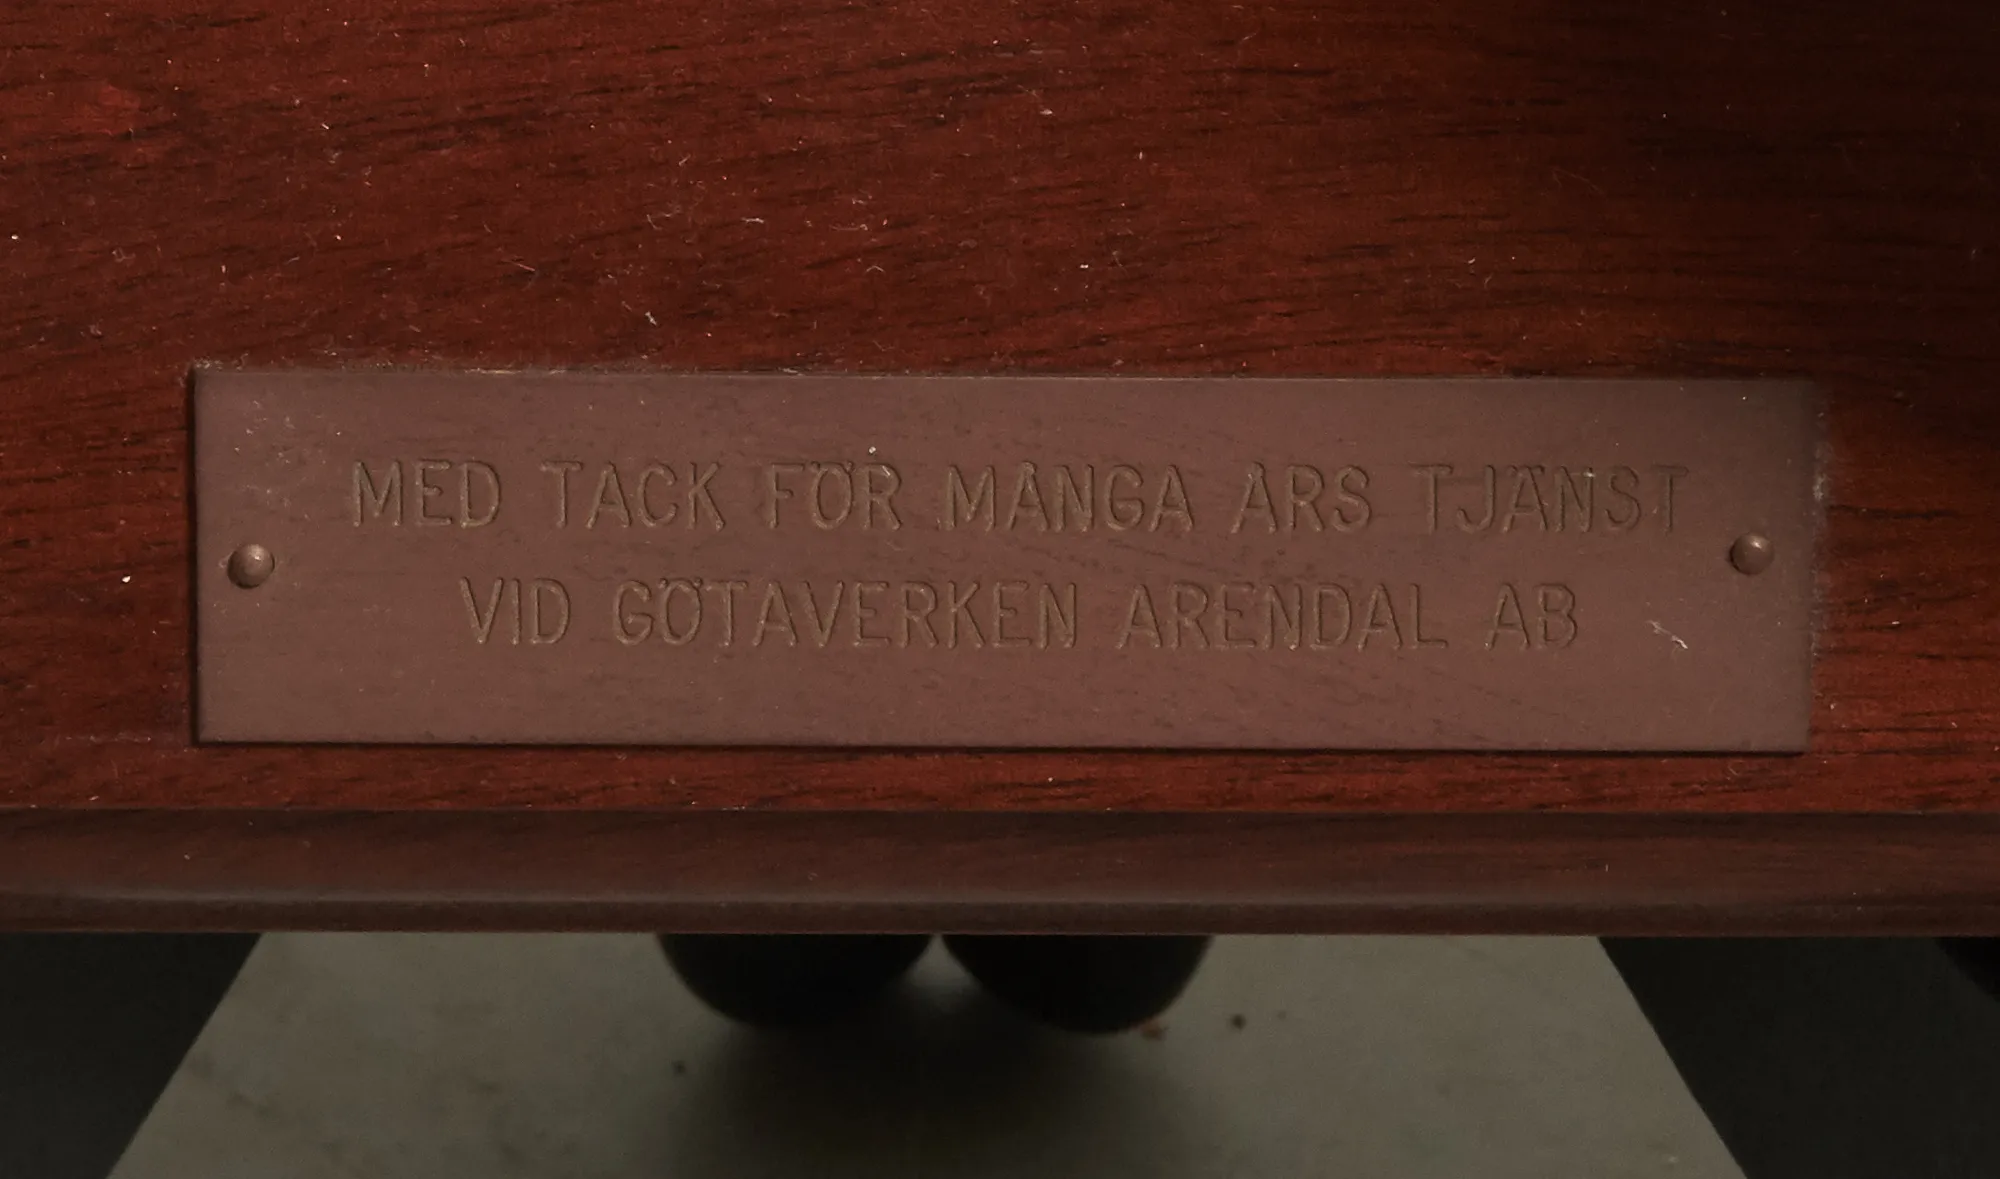 MED TACK FÖR MÅNGA ÅRS TJÄNST
VID GÖTAVERKEN ARENDAL AB